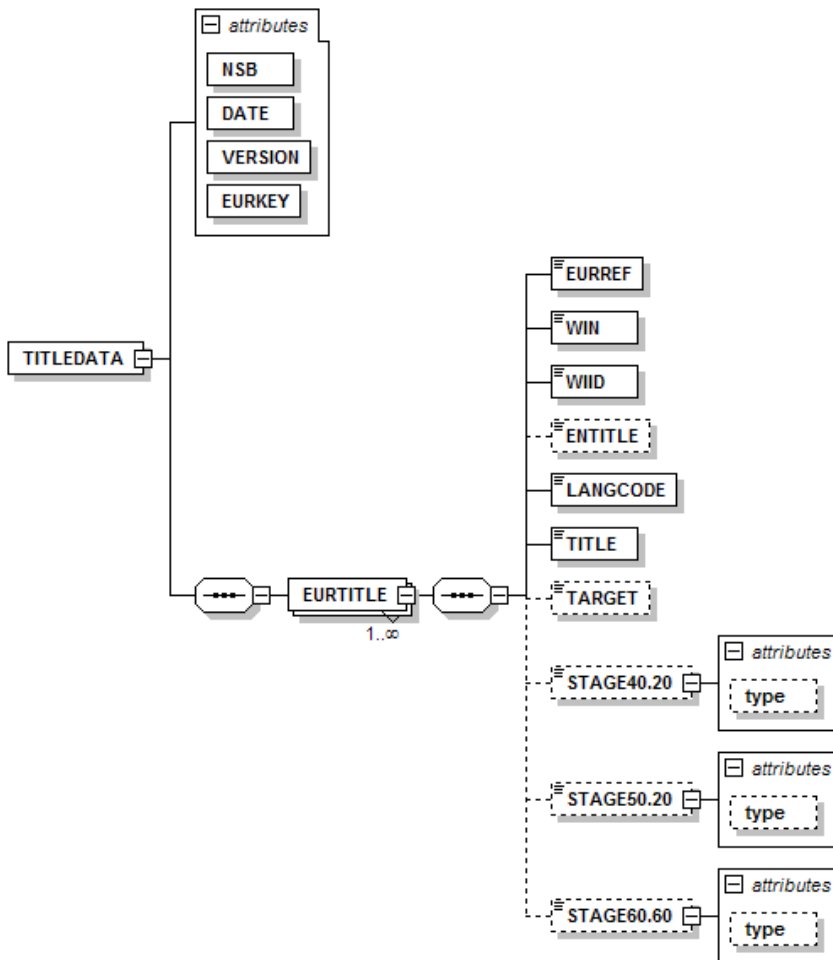 attributes
NSB
DATE
VERSION
EURKEY
TITLEDATA
EURREF
WIN
WIID
ENTITLE
LANGCODE
TITLE
EURTITLE
1..∞
TARGET
STAGE40.20
attributes
type
STAGE50.20
attributes
type
STAGE60.60
attributes
type